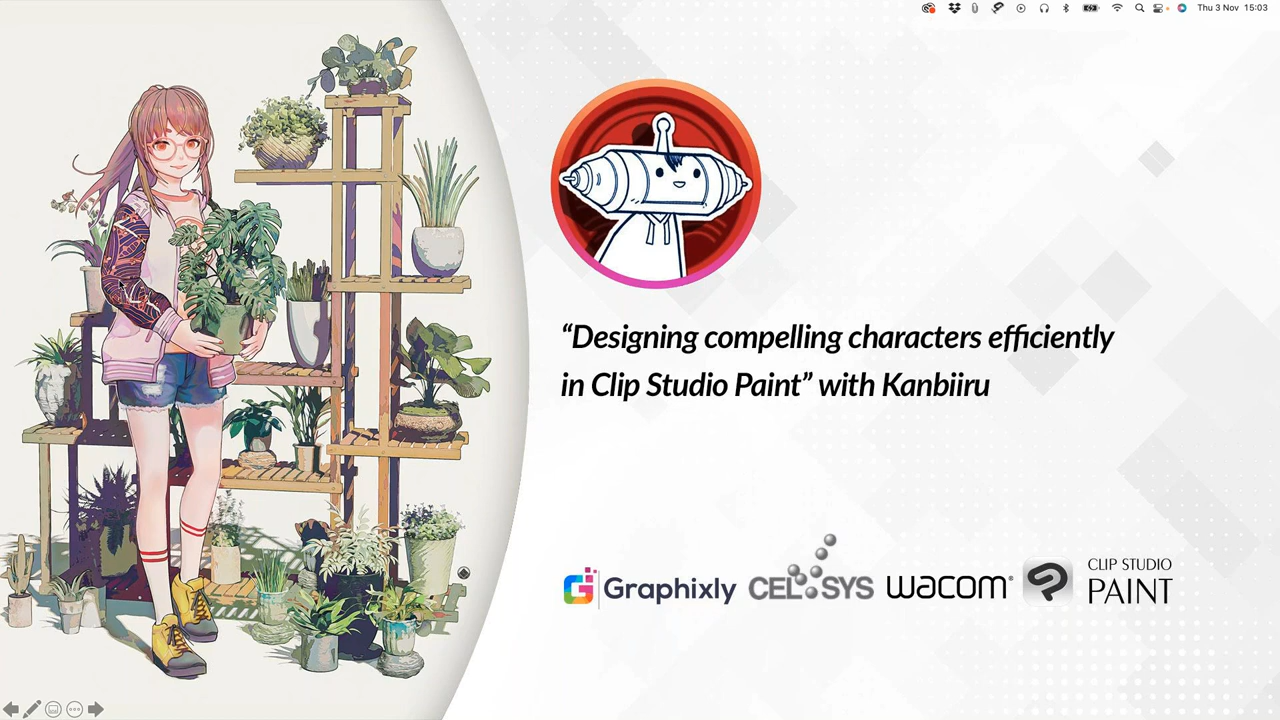 Thu 3 Nov 15:03
“Designing compelling characters efficiently
in Clip Studio Paint” with Kanbiiru
Graphixly
CELSYS
wacom®
CLIP STUDIO
PAINT